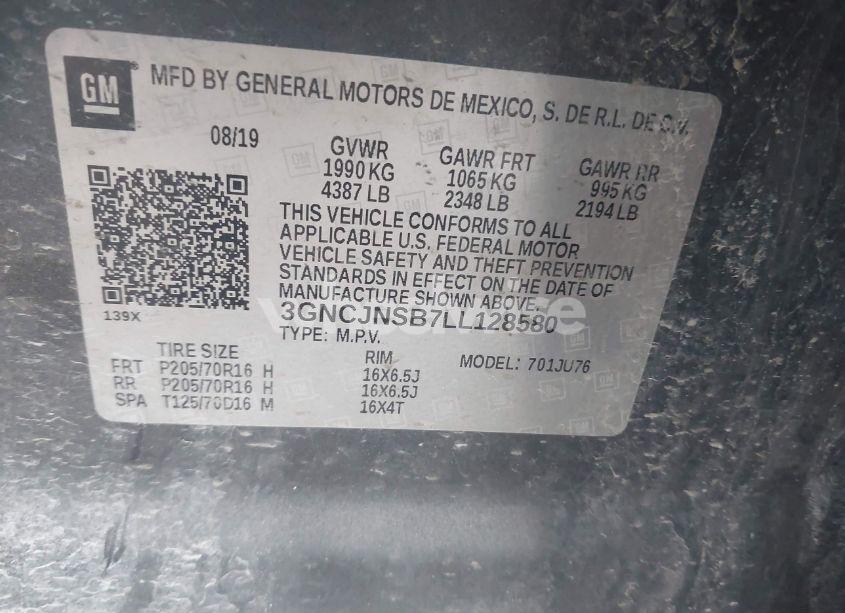 GM
MFD BY GENERAL MOTORS DE MEXICO, S. DE R.L. DE C.V.
08/19
GVWR GAWR FRT GAWR RR
1990 KG 1065 KG 995 KG
4387 LB 2348 LB 2194 LB
THIS VEHICLE CONFORMS TO ALL
APPLICABLE U.S. FEDERAL MOTOR
VEHICLE SAFETY AND THEFT PREVENTION
STANDARDS IN EFFECT ON THE DATE OF
MANUFACTURE SHOWN ABOVE.
139X
3GNCJNSB7LL128580
TYPE: M.P.V.
TIRE SIZE RIM MODEL: 701JU76
FRT P205/70R16 H 16X6.5J
RR P205/70R16 H 16X6.5J
SPA T125/70D16 M 16X4T